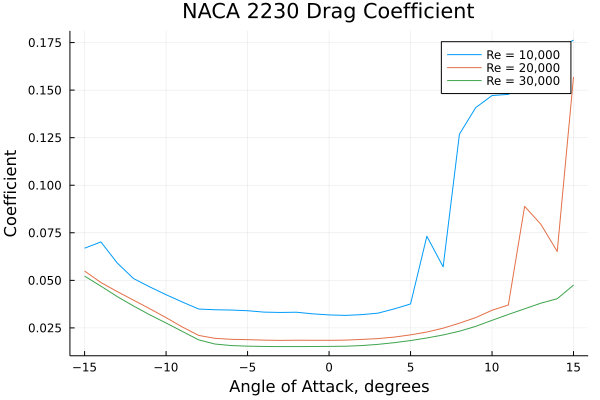 NACA 2230 Drag Coefficient
Coefficient
0.175
0.150
0.125
0.100
0.075
0.050
0.025
Re = 10,000
Re = 20,000
Re = 30,000
−15
−10
−5
0
5
10
15
Angle of Attack, degrees